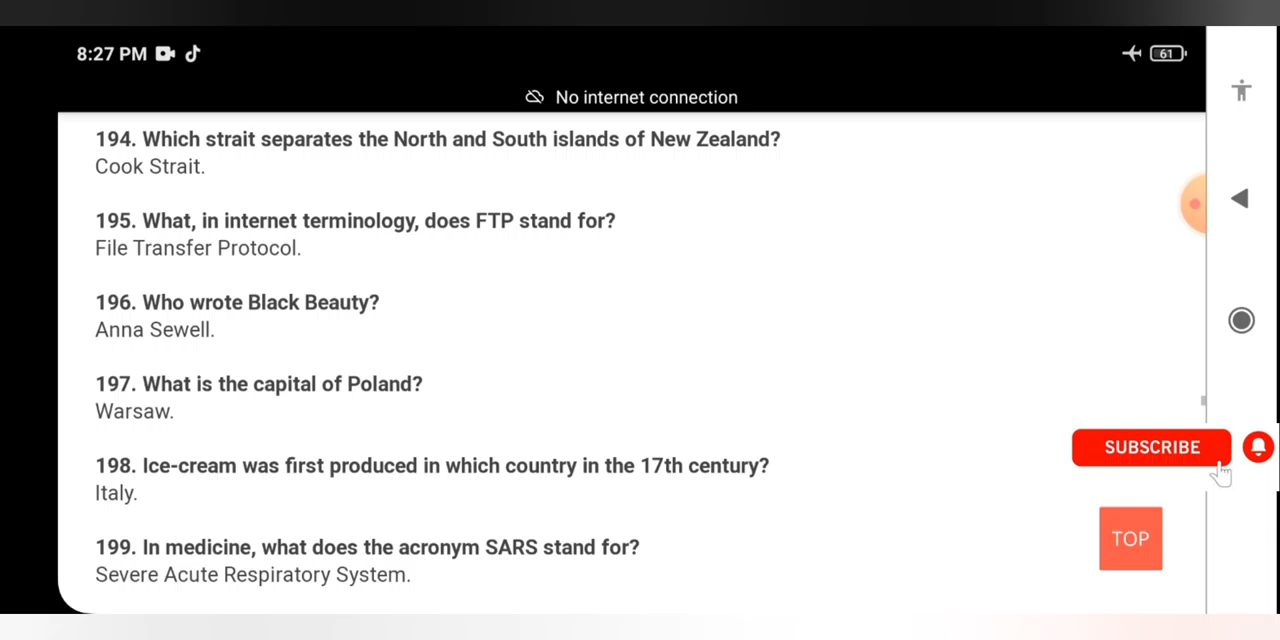 8:27 PM
61
No internet connection
194. Which strait separates the North and South islands of New Zealand?
Cook Strait.
195. What, in internet terminology, does FTP stand for?
File Transfer Protocol.
196. Who wrote Black Beauty?
Anna Sewell.
197. What is the capital of Poland?
Warsaw.
198. Ice-cream was first produced in which country in the 17th century?
Italy.
199. In medicine, what does the acronym SARS stand for?
Severe Acute Respiratory System.
SUBSCRIBE
TOP